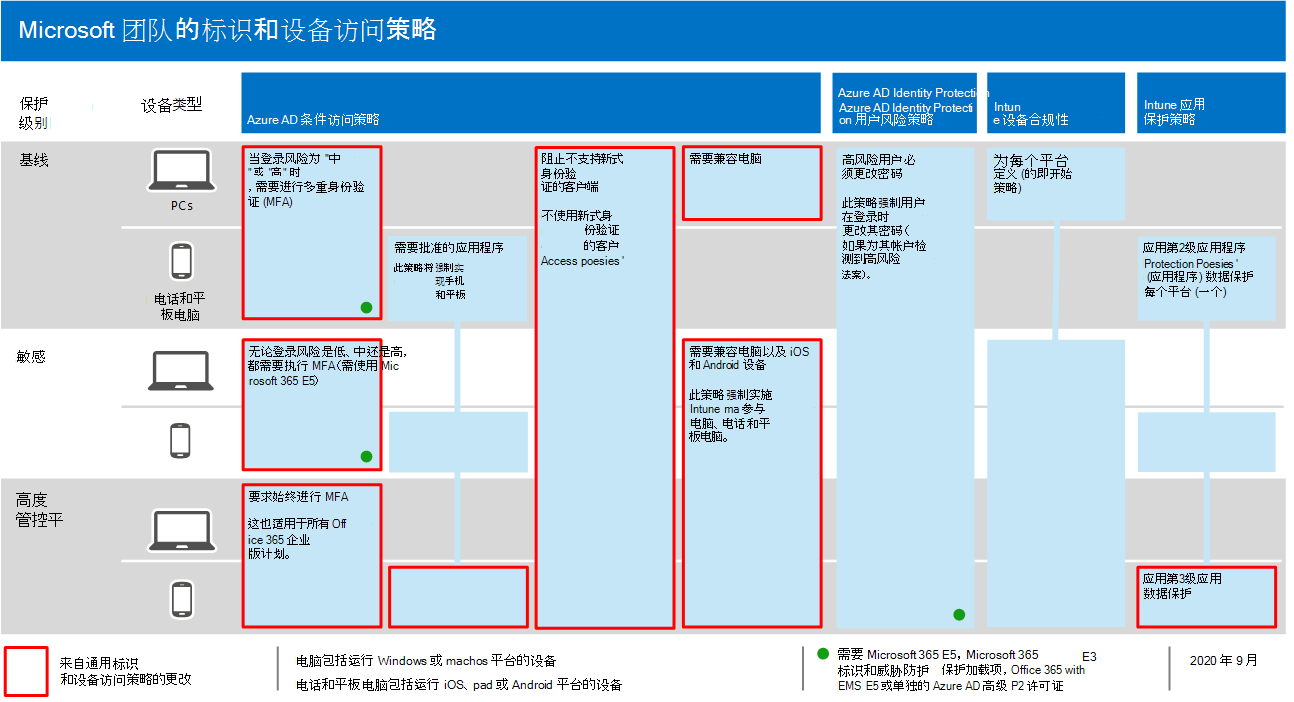 Microsoft 团队的标识和设备访问策略
保护
级别
设备类型
Azure AD 条件访问策略
Azure AD Identity Protection
Azure AD Identity Protecti
on 用户风险策略
Intun
e 设备合规性
Intune 应用
保护策略
基线
PCs
电话和平
板电脑
当登录风险为 "中
"或 "高" 时
, 需要进行多重身份验
证 (MFA)
需要批准的应用程序
此策略将强制实
现手机
和平板
阻止不支持新式
身份验
证的客户端
不使用新式身
份验证
的客户
Access poesies '
需要兼容电脑
高风险用户必
须更改密码
此策略强制用户
在登录时
更改其密码 (
如果为其帐户检
测到高风险
法案)。
为每个平台
定义 (的即开始
策略)
应用第2级应用程序
Protection Poesies '
(应用程序) 数据保护
每个平台 (一个)
敏感
无论登录风险是低、中还是高,
都需要执行 MFA (需使用 Mic
rosoft 365 E5)
需要兼容电脑以及 iOS
和 Android 设备
此策略强制实施
Intune ma 参与
电脑、电话和平
板电脑。
高度
管控平
要求始终进行 MFA
这也适用于所有 Off
ice 365 企业
版计划。
应用第3级应用
数据保护
来自通用标识
和设备访问策略的更改
电脑包括运行 Windows 或 machos 平台的设备
电话和平板电脑包括运行 iOS、pad 或 Android 平台的设备
需要 Microsoft 365 E5，Microsoft 365 E3
标识和威胁防护 保护加载项, Office 365 with
EMS E5 或单独的 Azure AD 高级 P2 许可证
2020 年 9 月